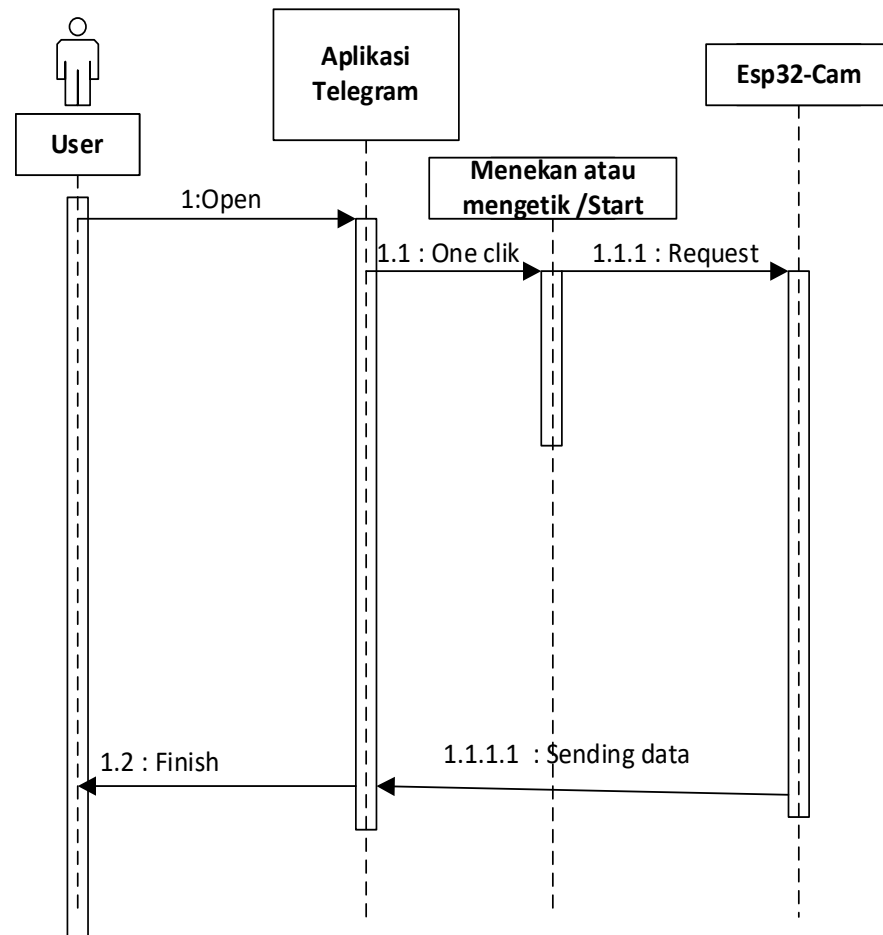 Aplikasi
Telegram
Esp32-Cam
User
Menekan atau
mengetik /Start
1:Open
1.1 : One clik
1.1.1 : Request
1.2 : Finish
1.1.1.1 : Sending data